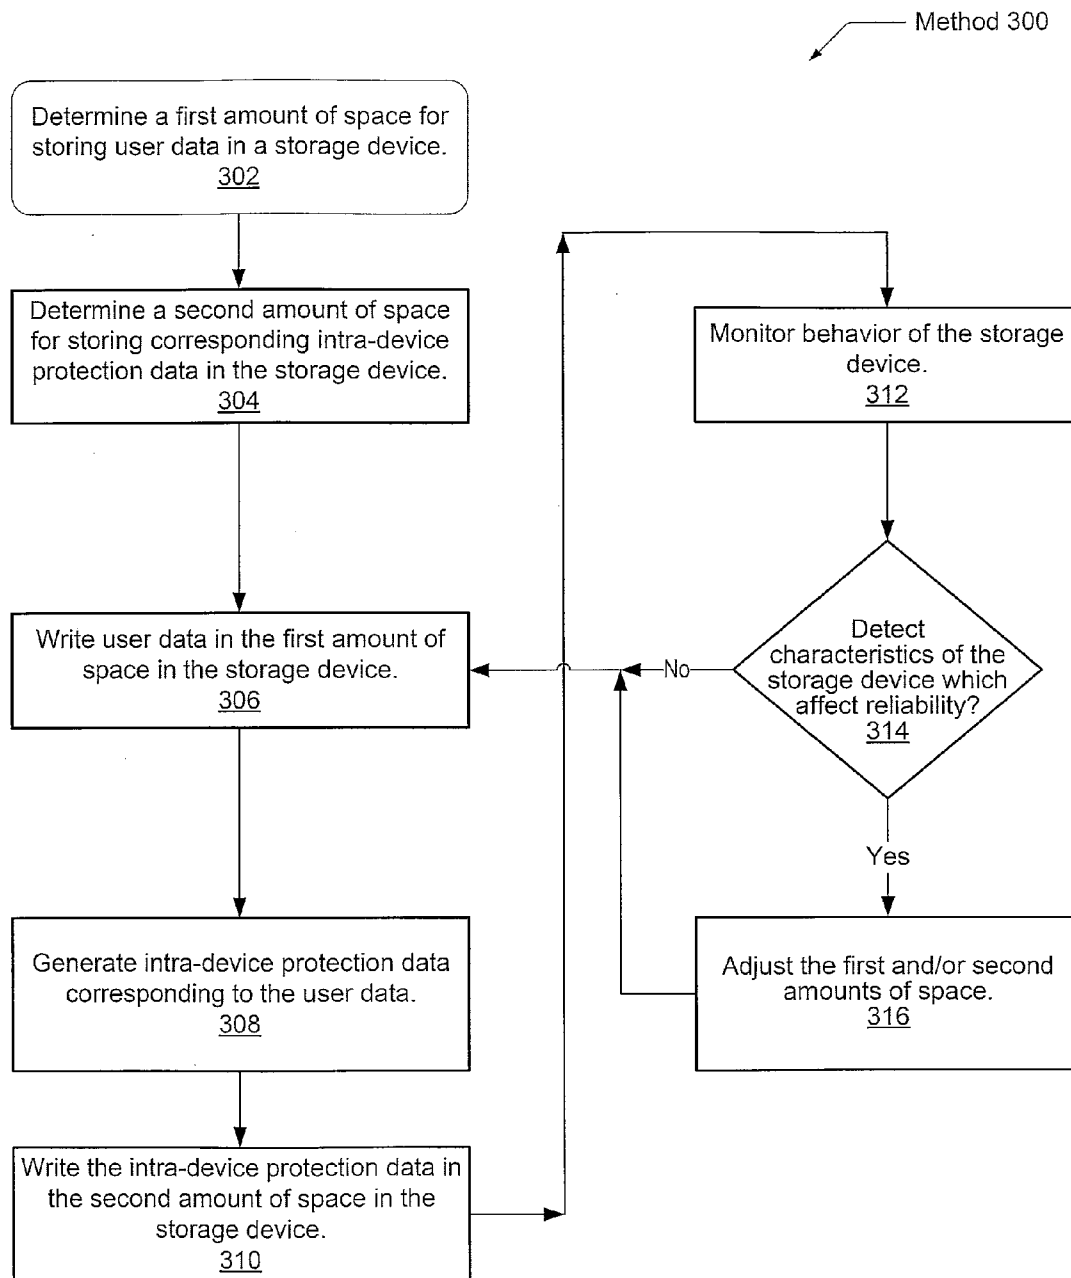 Method 300
Determine a first amount of space for
storing user data in a storage device.
302
Determine a second amount of space
for storing corresponding intra-device
protection data in the storage device.
304
Write user data in the first amount of
space in the storage device.
306
Generate intra-device protection data
corresponding to the user data.
308
Write the intra-device protection data in
the second amount of space in the
storage device.
310
Monitor behavior of the storage
device.
312
Detect
characteristics of the
storage device which
affect reliability?
314
No
Yes
Adjust the first and/or second
amounts of space.
316